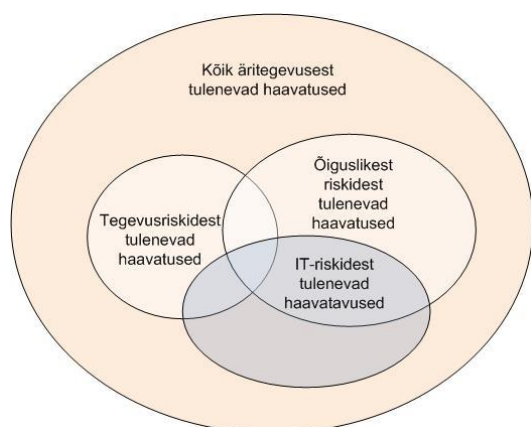 Kõik äritegevusest
tulenevad haavatused
Õiguslikest
riskidest
tulenevad
haavatused
Tegevusriskidest
tulenevad
haavatused
IT-riskidest
tulenevad
haavatavused